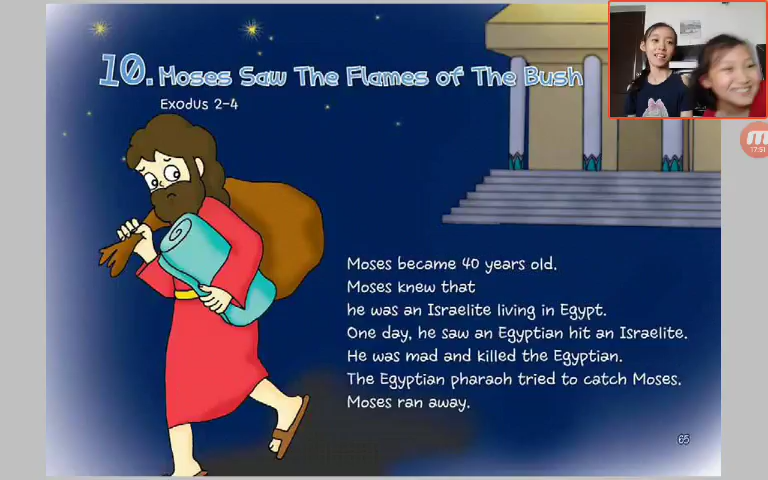 10. Moses Saw The Flames of The Bush
Exodus 2-4
Moses became 40 years old.
Moses knew that
he was an Israelite living in Egypt.
One day, he saw an Egyptian hit an Israelite.
He was mad and killed the Egyptian.
The Egyptian pharaoh tried to catch Moses.
Moses ran away.
65
M
17:51